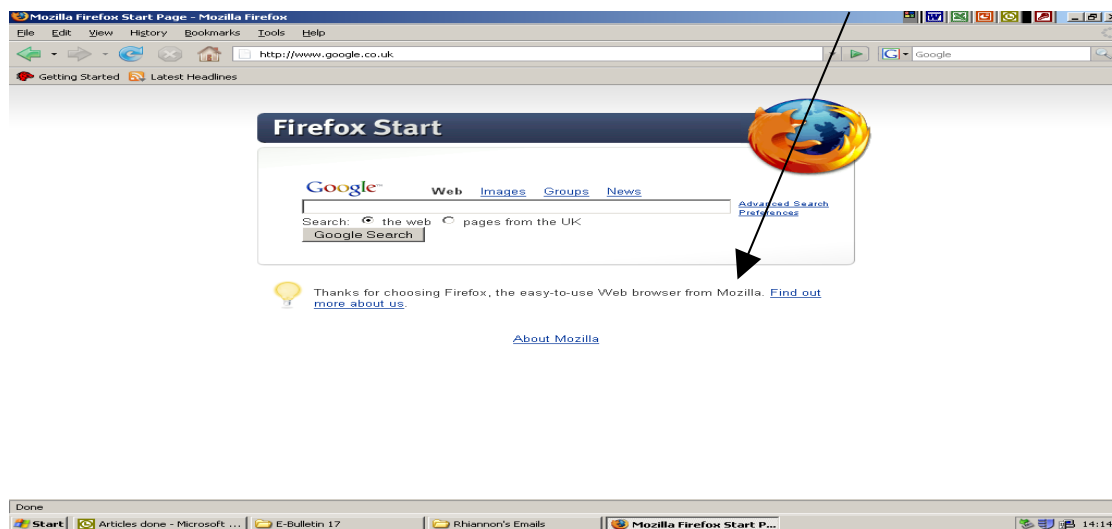 Mozilla Firefox Start Page - Mozilla Firefox
File Edit View History Bookmarks Tools Help
http://www.google.co.uk
G Google
Getting Started Latest Headlines
Firefox Start
Google™ Web Images Groups News
Advanced Search
Preferences
Search: the web pages from the UK
Google Search
Thanks for choosing Firefox, the easy-to-use Web browser from Mozilla. Find out
more about us.
About Mozilla
Done
Start Articles done - Microsoft ... E-Bulletin 17 Rhiannon's Emails Mozilla Firefox Start P... 14:14